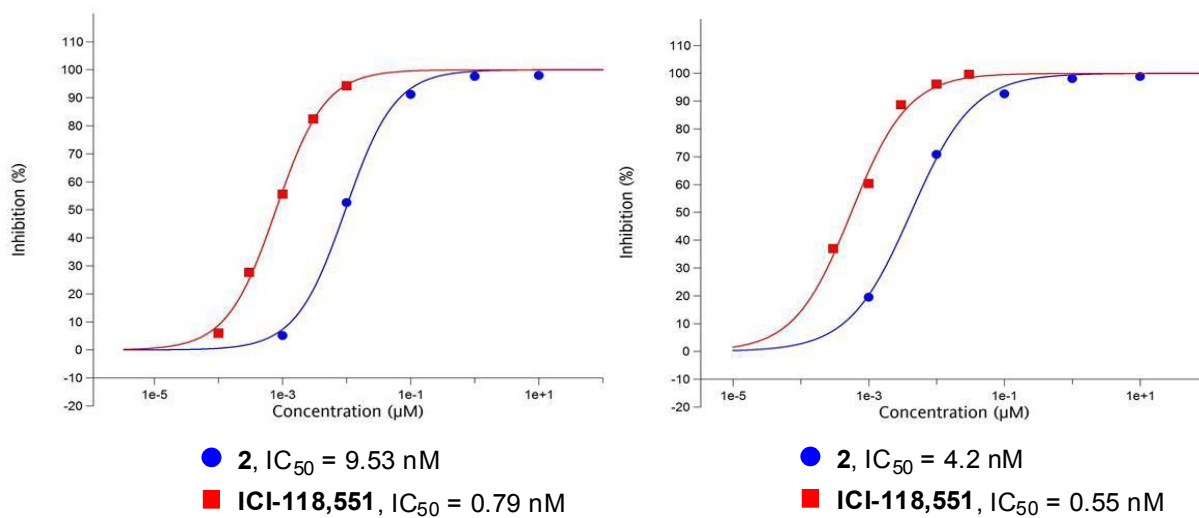 110
100
90
80
70
60
50
40
30
20
10
0
-10
-20
Inhibition (%)
1e-5
1e-3
1e-1
1e+1
Concentration (µM)
2, IC50 = 9.53 nM
ICI-118,551, IC50 = 0.79 nM
110
100
90
80
70
60
50
40
30
20
10
0
-10
-20
Inhibition (%)
1e-5
1e-3
1e-1
1e+1
Concentration (µM)
2, IC50 = 4.2 nM
ICI-118,551, IC50 = 0.55 nM